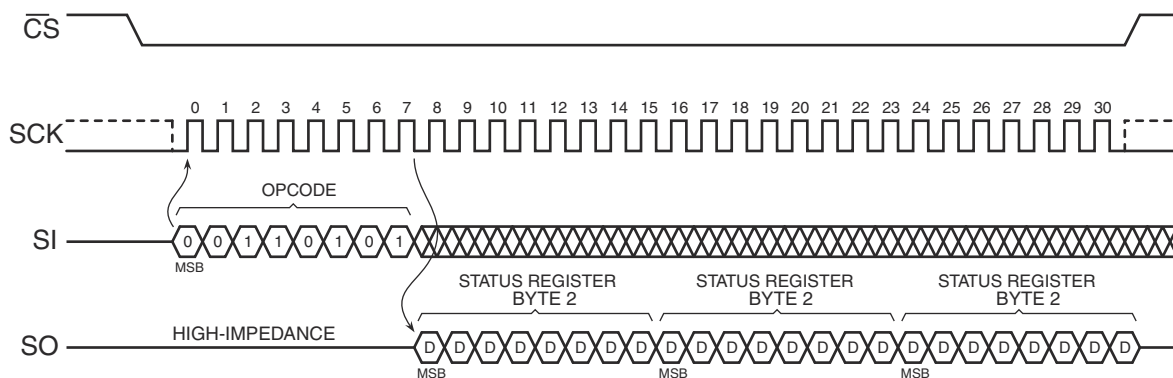 CS
0 1 2 3 4 5 6 7 8 9 10 11 12 13 14 15 16 17 18 19 20 21 22 23 24 25 26 27 28 29 30
SCK
OPCODE
SI 0 0 1 1 0 1 0 1
MSB
STATUS REGISTER BYTE 2 STATUS REGISTER BYTE 2 STATUS REGISTER BYTE 2
HIGH-IMPEDANCE
SO D D D D D D D D D D D D D D D D D D D D D D D D
MSB MSB MSB